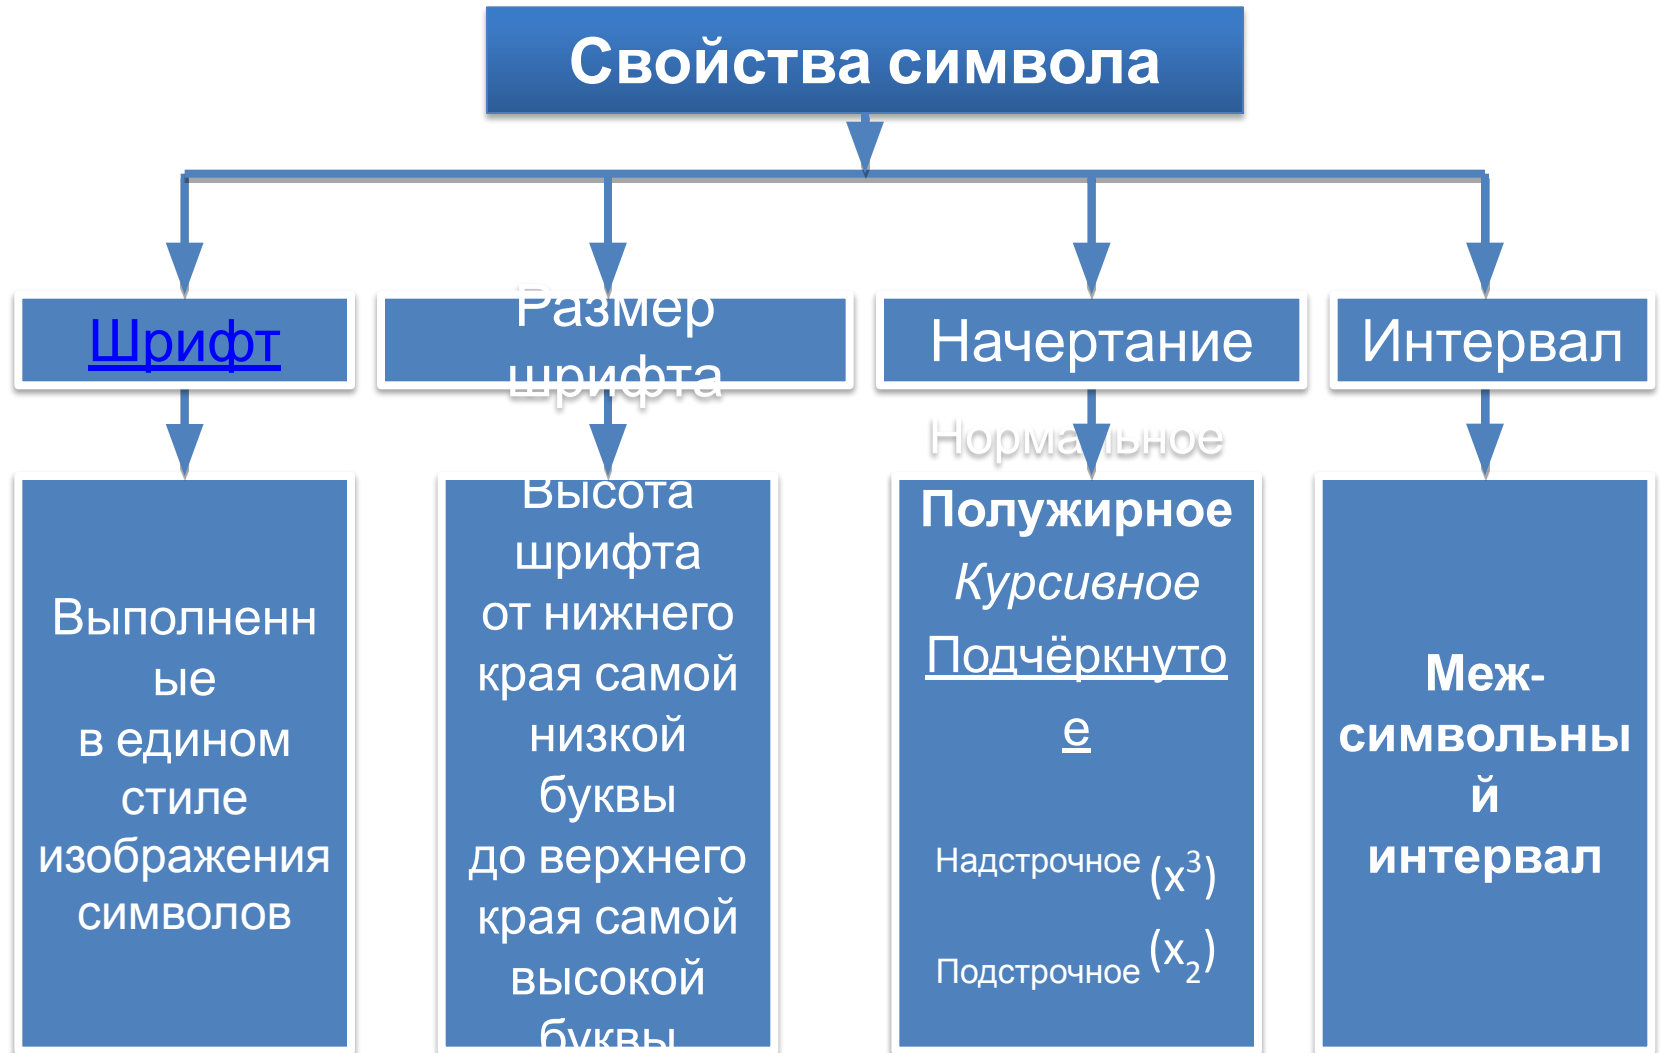 Свойства символа
Шрифт
Размер
шрифта
Начертание
Интервал
Выполненн
ые
в едином
стиле
изображения
символов
Высота
шрифта
от нижнего
края самой
низкой
буквы
до верхнего
края самой
высокой
буквы
Нормальное
Полужирное
Курсивное
Подчёркнуто
е
Надстрочное (x³)
Подстрочное (x₂)
Меж-
символьны
й
интервал